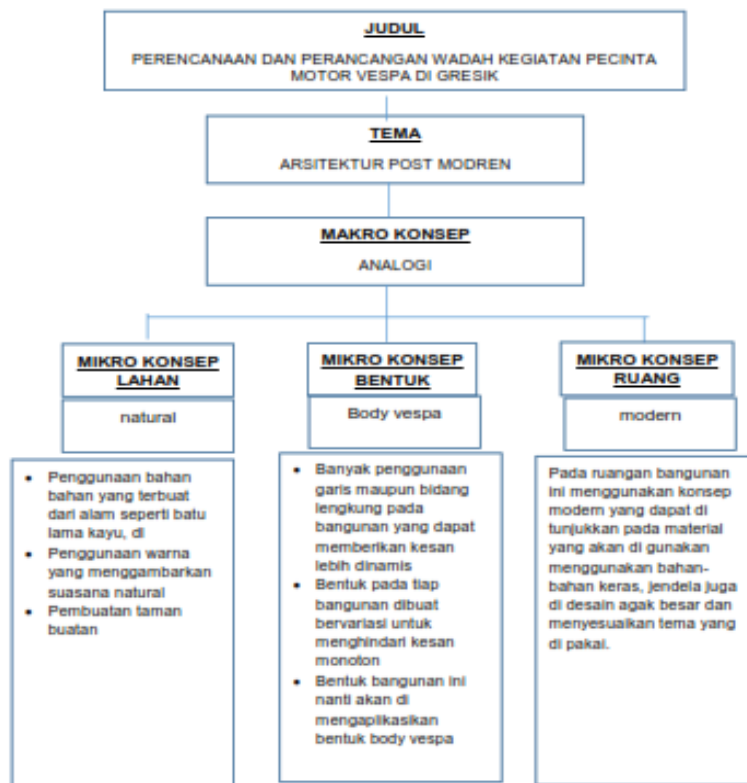 JUDUL
PERENCANAAN DAN PERANCANGAN WADAH KEGIATAN PECINTA
MOTOR VESPA DI GRESIK
TEMA
ARSITEKTUR POST MODREN
MAKRO KONSEP
ANALOGI
MIKRO KONSEP
LAHAN
natural
• Penggunaan bahan
bahan yang terbuat
dari alam seperti batu
lama kayu, dl
• Penggunaan warna
yang menggambarkan
suasana natural
• Pembuatan taman
buatan
MIKRO KONSEP
BENTUK
Body vespa
• Banyak penggunaan
garis maupun bidang
lengkung pada
bangunan yang dapat
memberikan kesan
lebih dinamis
• Bentuk pada tiap
bangunan dibuat
bervariasi untuk
menghindari kesan
monoton
• Bentuk bangunan ini
nanti akan di
mengaplikasikan
bentuk body vespa
MIKRO KONSEP
RUANG
modern
Pada ruangan bangunan
ini menggunakan konsep
modern yang dapat di
tunjukkan pada material
yang akan di gunakan
menggunakan bahan-
bahan keras, jendela juga
di desain agak besar dan
menyesuaikan tema yang
di pakai.